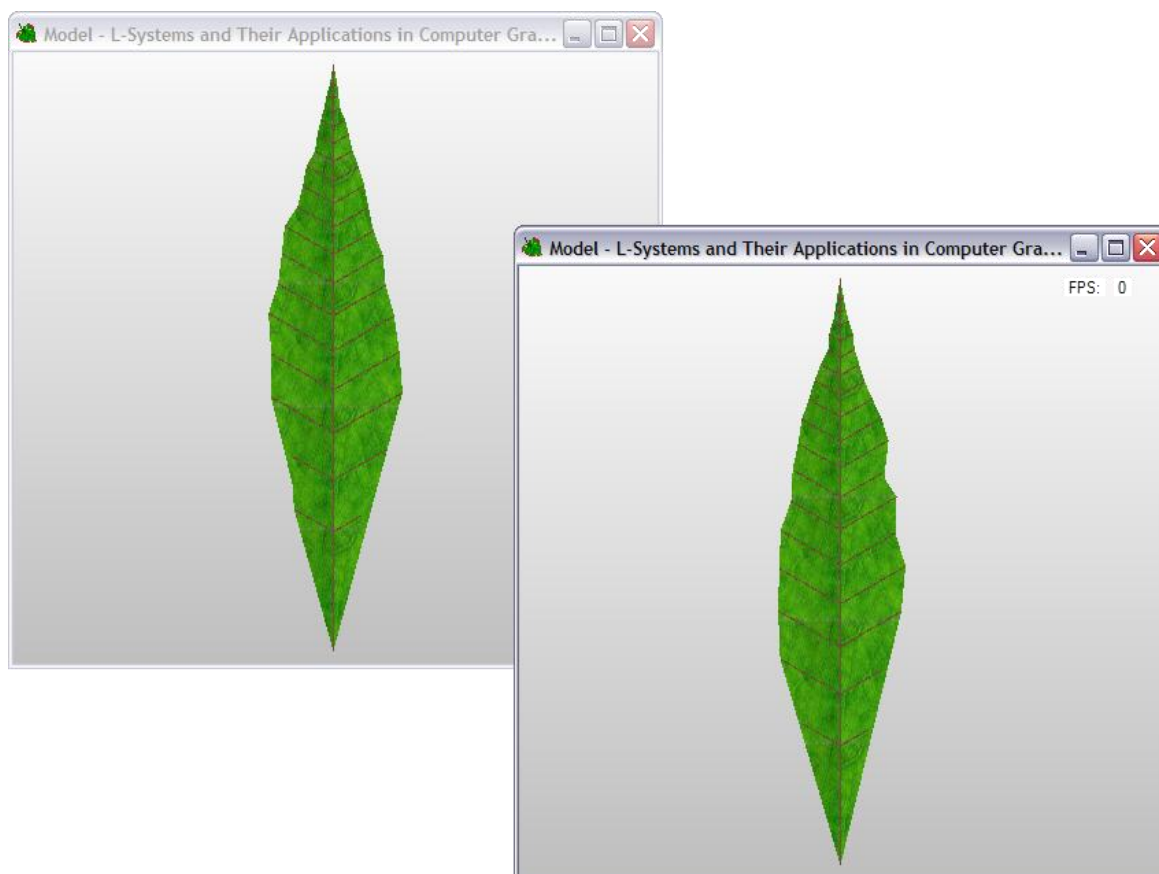 Model - L-Systems and Their Applications in Computer Gra...
Model - L-Systems and Their Applications in Computer Gra...
FPS: 0